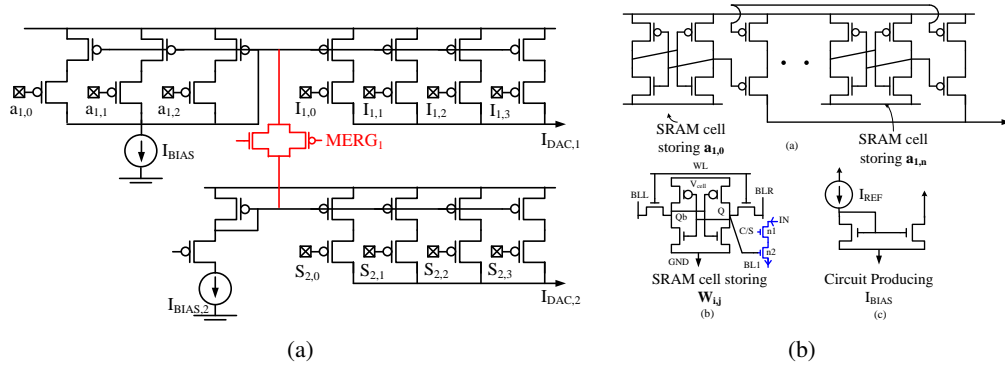 a1,0
a1,1
a1,2
I1,0
I1,1
I1,2
I1,3
IDAC,1
IBIAS
MERG1
S2,0
S2,1
S2,2
S2,3
IDAC,2
IBIAS,2
(a)
SRAM cell
storing a1,0
(a)
SRAM cell
storing a1,n
WL
BLL
Vcell
BLR
Qb
Q
C/S
IN
n1
n2
GND
BL1
SRAM cell storing
Wi,j
(b)
IREF
Circuit Producing
IBIAS
(c)
(b)